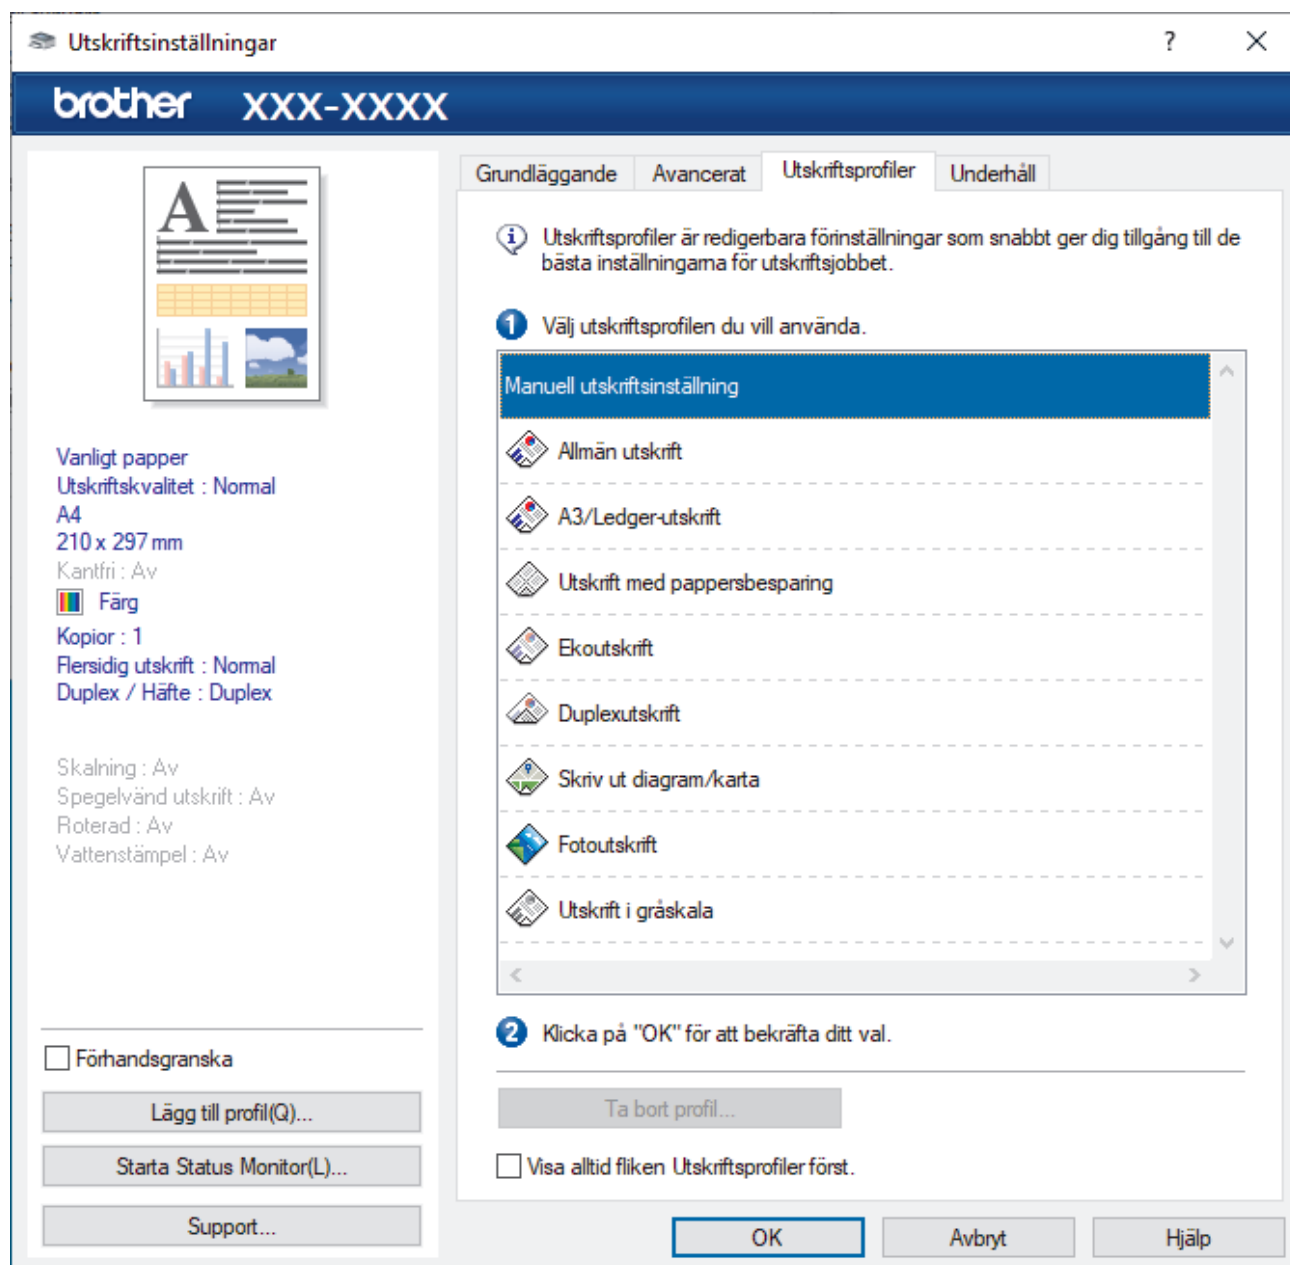 Utskriftsinställningar
?
brother XXX-XXXX
A
Vanligt papper
Utskriftskvalitet : Normal
A4
210 x 297 mm
Kantfri : Av
Färg
Kopior : 1
Flersidig utskrift : Normal
Duplex / Häfte : Duplex
Skalning : Av
Spegelvänd utskrift : Av
Roterad : Av
Vattenstämpel : Av
Förhandsgranska
Lägg till profil(Q)...
Starta Status Monitor(L)...
Support...
Grundläggande Avancerat Utskriftsprofiler Underhåll
Utskriftsprofiler är redigerbara förinställningar som snabbt ger dig tillgång till de
bästa inställningarna för utskriftsjobbet.
1 Välj utskriftsprofilen du vill använda.
Manuell utskriftsinställning
Allmän utskrift
A3/Ledger-utskrift
Utskrift med pappersbesparing
Ekoutskrift
Duplexutskrift
Skriv ut diagram/karta
Fotoutskrift
Utskrift i gråskala
2 Klicka på "OK" för att bekräfta ditt val.
Ta bort profil...
Visa alltid fliken Utskriftsprofiler först.
OK Avbryt Hjälp